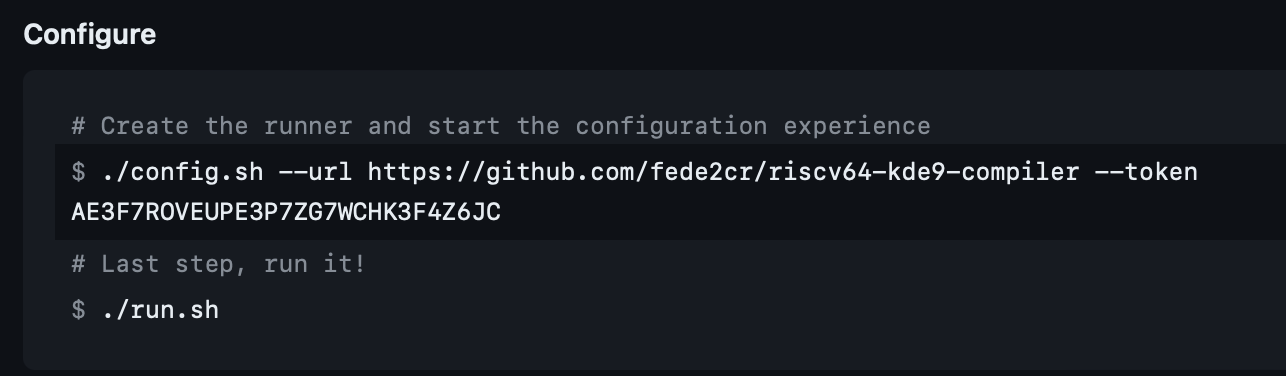 Configure
# Create the runner and start the configuration experience
$ ./config.sh --url https://github.com/fede2cr/riscv64-kde9-compiler --token
AE3F7ROVEUPE3P7ZG7WCHK3F4Z6JC
# Last step, run it!
$ ./run.sh